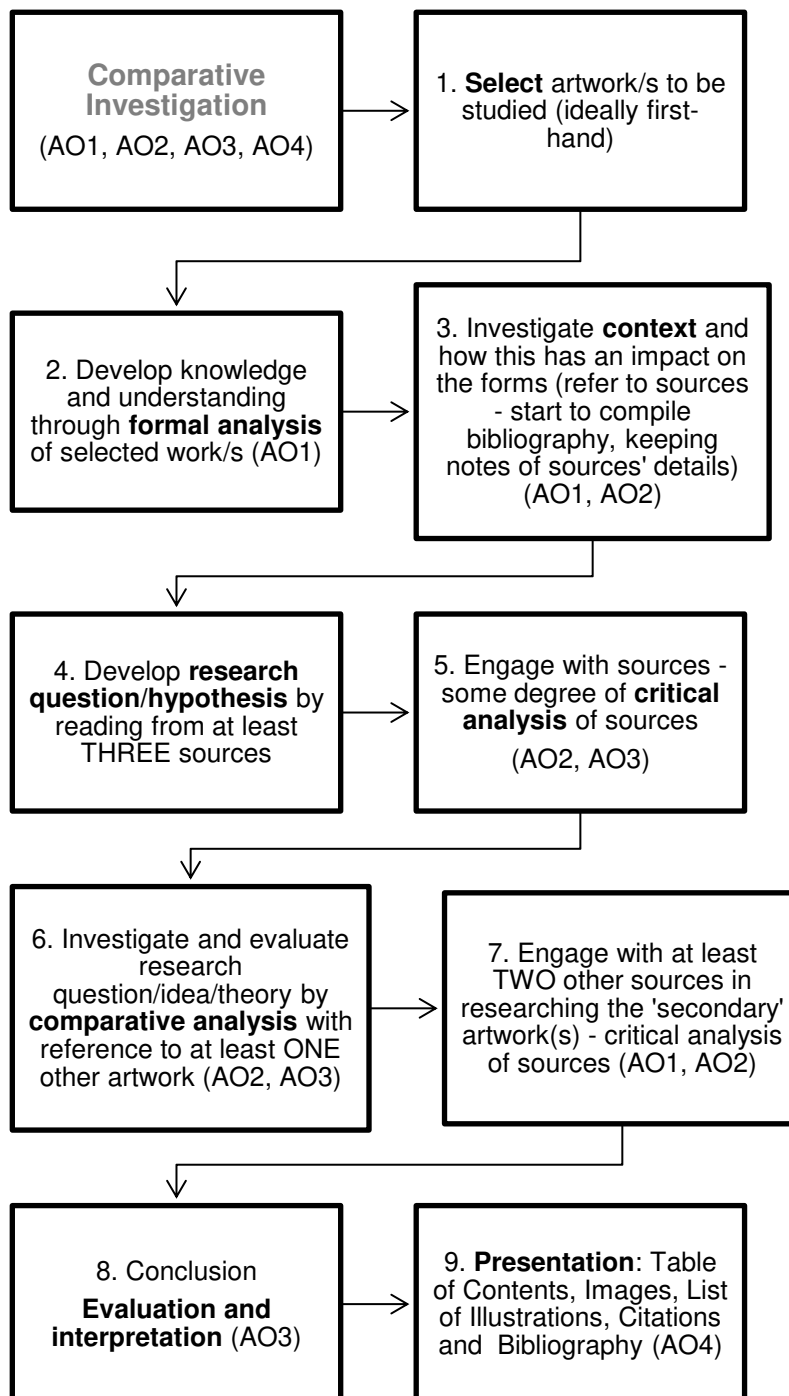 Comparative
Investigation
(AO1, AO2, AO3, AO4)
1. Select artwork/s to be
studied (ideally first-
hand)
2. Develop knowledge
and understanding
through formal analysis
of selected work/s (AO1)
3. Investigate context and
how this has an impact on
the forms (refer to sources
- start to compile
bibliography, keeping
notes of sources' details)
(AO1, AO2)
4. Develop research
question/hypothesis by
reading from at least
THREE sources
5. Engage with sources -
some degree of critical
analysis of sources
(AO2, AO3)
6. Investigate and evaluate
research
question/idea/theory by
comparative analysis with
reference to at least ONE
other artwork (AO2, AO3)
7. Engage with at least
TWO other sources in
researching the 'secondary'
artwork(s) - critical analysis
of sources (AO1, AO2)
8. Conclusion
Evaluation and
interpretation (AO3)
9. Presentation: Table
of Contents, Images, List
of Illustrations, Citations
and Bibliography (AO4)